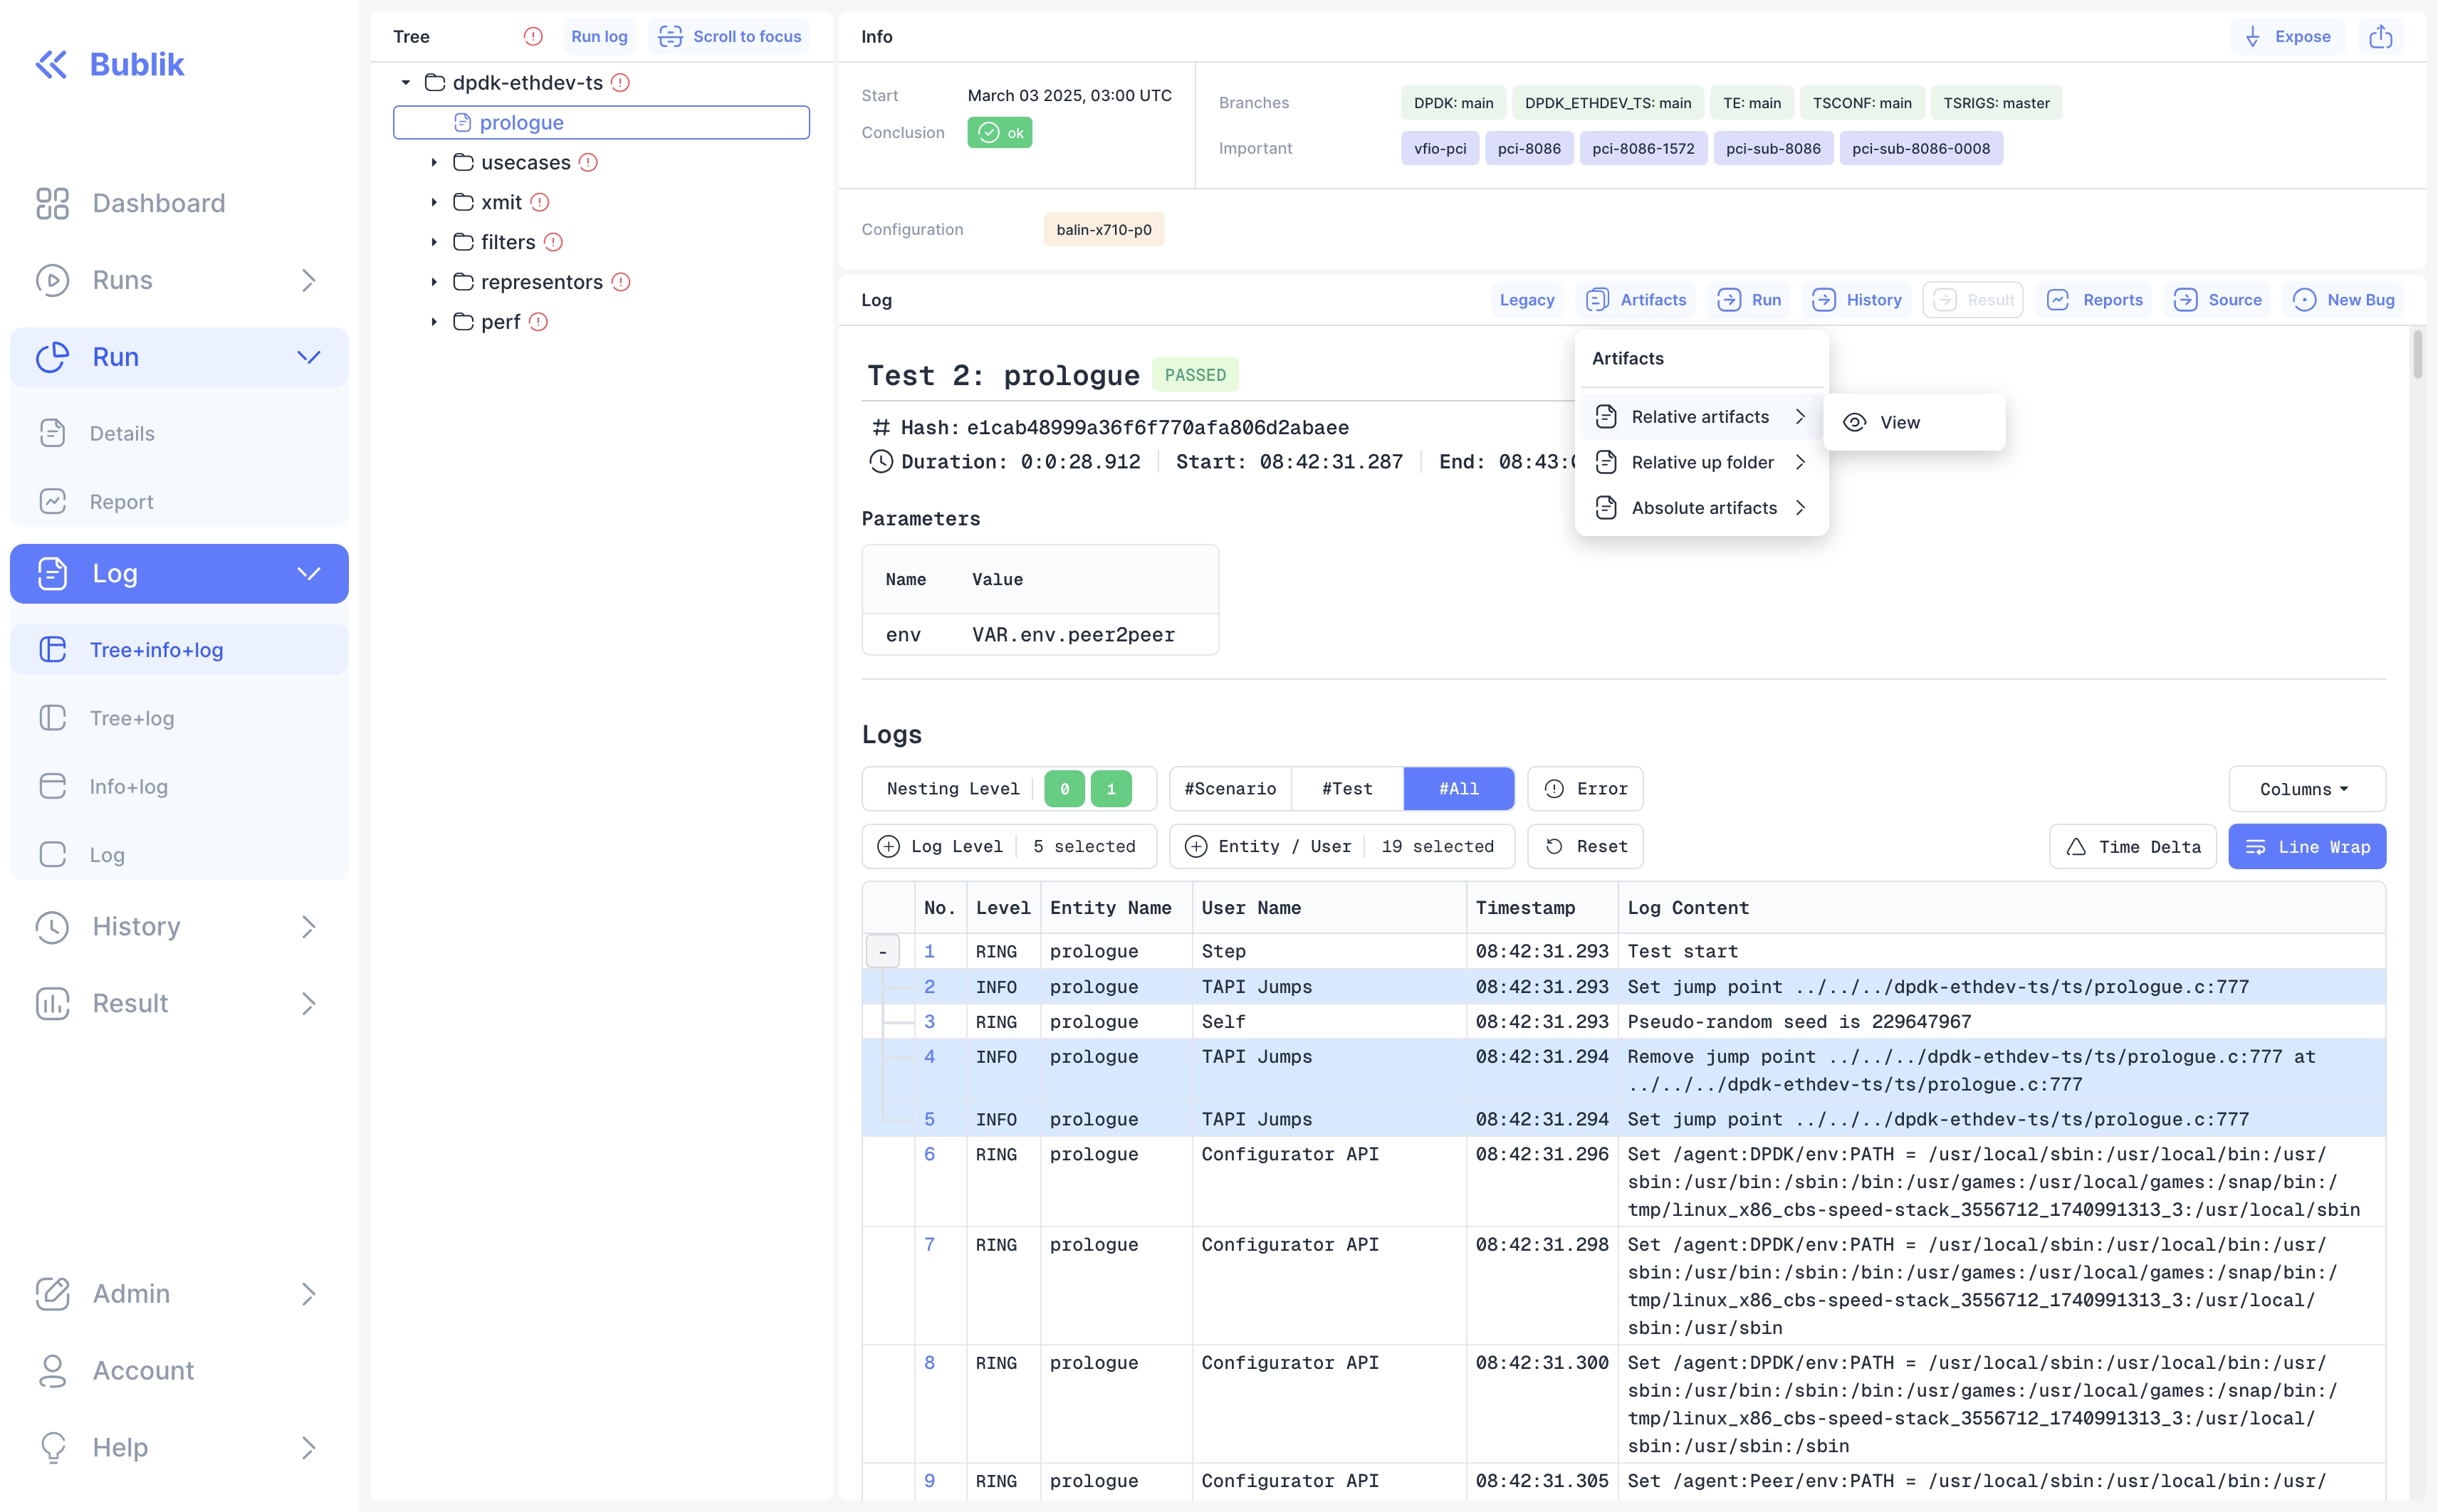 Bublik
Dashboard
Runs
Run
Details
Report
Log
Tree+info+log
Tree+log
Info+log
Log
History
Result
Admin
Account
Help
Tree
Run log
Scroll to focus
dpdk-ethdev-ts
prologue
usecases
xmit
filters
representors
perf
Info
Expose
Start March 03 2025, 03:00 UTC
Conclusion ok
Branches DPDK: main DPDK_ETHDEV_TS: main TE: main TSCONF: main TSRIGS: master
Important vfio-pci pci-8086 pci-8086-1572 pci-sub-8086 pci-sub-8086-0008
Configuration balin-x710-p0
Log Legacy Artifacts Run History Result Reports Source New Bug
Artifacts
Relative artifacts
View
Relative up folder
Absolute artifacts
Test 2: prologue PASSED
Hash: e1cab48999a36f6f770afa806d2abaee
Duration: 0:0:28.912 Start: 08:42:31.287 End: 08:43:
Parameters
Name Value
env VAR.env.peer2peer
Logs
Nesting Level 0 1 #Scenario #Test #All Error Columns
Log Level 5 selected Entity / User 19 selected Reset Time Delta Line Wrap
No. Level Entity Name User Name Timestamp Log Content
- 1 RING prologue Step 08:42:31.293 Test start
2 INFO prologue TAPI Jumps 08:42:31.293 Set jump point ../../../dpdk-ethdev-ts/ts/prologue.c:777
3 RING prologue Self 08:42:31.293 Pseudo-random seed is 229647967
4 INFO prologue TAPI Jumps 08:42:31.294 Remove jump point ../../../dpdk-ethdev-ts/ts/prologue.c:777 at
../../../dpdk-ethdev-ts/ts/prologue.c:777
5 INFO prologue TAPI Jumps 08:42:31.294 Set jump point ../../../dpdk-ethdev-ts/ts/prologue.c:777
6 RING prologue Configurator API 08:42:31.296 Set /agent:DPDK/env:PATH = /usr/local/sbin:/usr/local/bin:/usr/
sbin:/usr/bin:/sbin:/bin:/usr/games:/usr/local/games:/snap/bin:/
tmp/linux_x86_cbs-speed-stack_3556712_1740991313_3:/usr/local/sbin
7 RING prologue Configurator API 08:42:31.298 Set /agent:DPDK/env:PATH = /usr/local/sbin:/usr/local/bin:/usr/
sbin:/usr/bin:/sbin:/bin:/usr/games:/usr/local/games:/snap/bin:/
tmp/linux_x86_cbs-speed-stack_3556712_1740991313_3:/usr/local/
sbin:/usr/sbin
8 RING prologue Configurator API 08:42:31.300 Set /agent:DPDK/env:PATH = /usr/local/sbin:/usr/local/bin:/usr/
sbin:/usr/bin:/sbin:/bin:/usr/games:/usr/local/games:/snap/bin:/
tmp/linux_x86_cbs-speed-stack_3556712_1740991313_3:/usr/local/
sbin:/usr/sbin:/sbin
9 RING prologue Configurator API 08:42:31.305 Set /agent:Peer/env:PATH = /usr/local/sbin:/usr/local/bin:/usr/